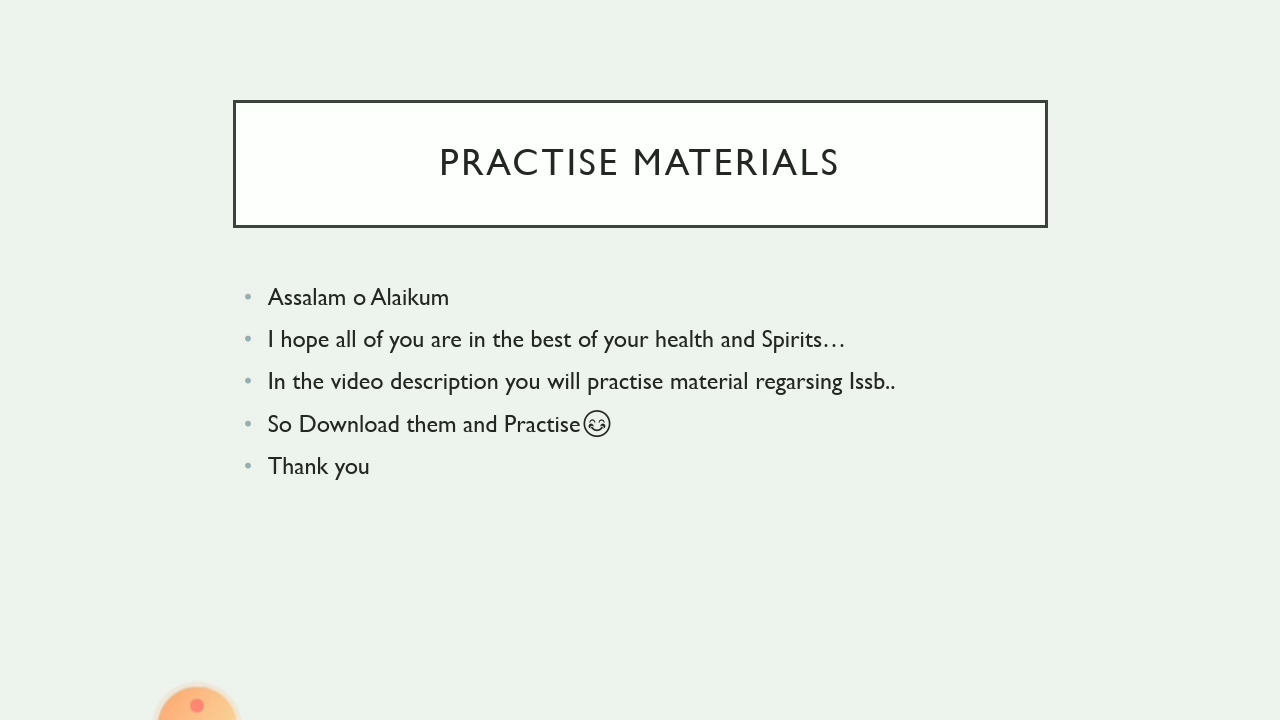 PRACTISE MATERIALS
• Assalam o Alaikum
• I hope all of you are in the best of your health and Spirits…
• In the video description you will practise material regarsing Issb..
• So Download them and Practise😊
• Thank you